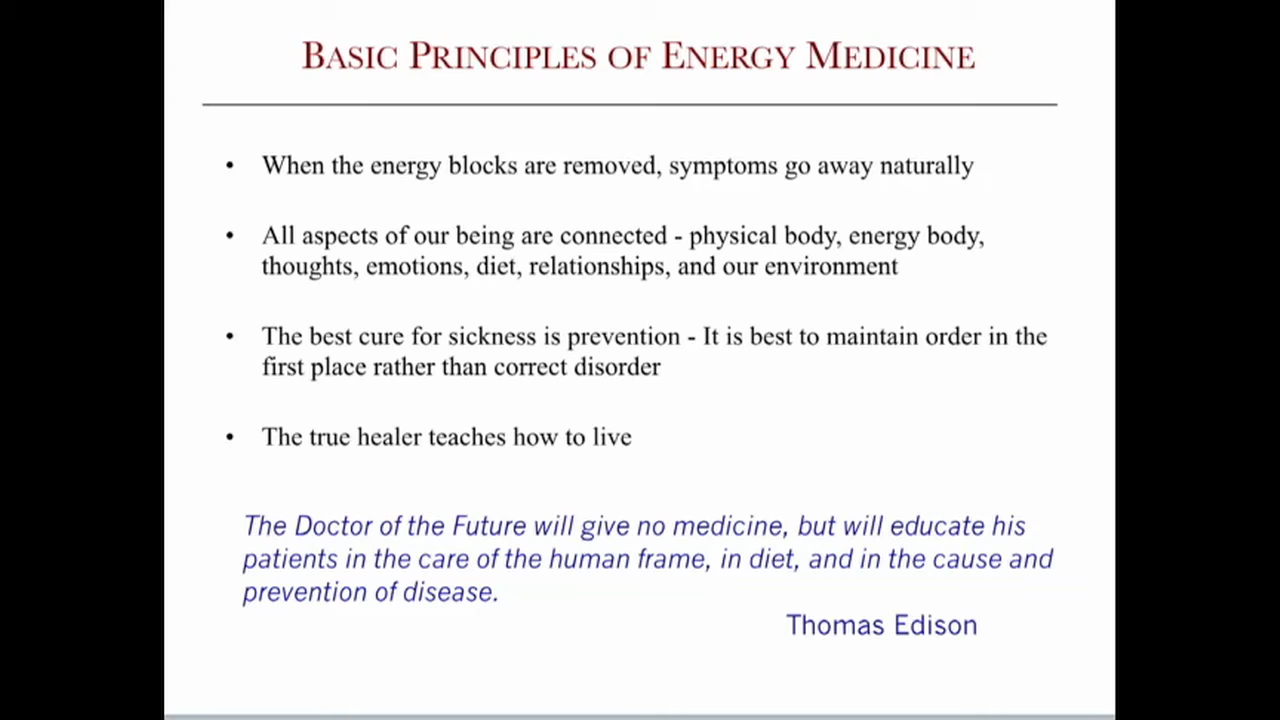 BASIC PRINCIPLES OF ENERGY MEDICINE
• When the energy blocks are removed, symptoms go away naturally
• All aspects of our being are connected - physical body, energy body,
thoughts, emotions, diet, relationships, and our environment
• The best cure for sickness is prevention - It is best to maintain order in the
first place rather than correct disorder
• The true healer teaches how to live
The Doctor of the Future will give no medicine, but will educate his
patients in the care of the human frame, in diet, and in the cause and
prevention of disease.
Thomas Edison